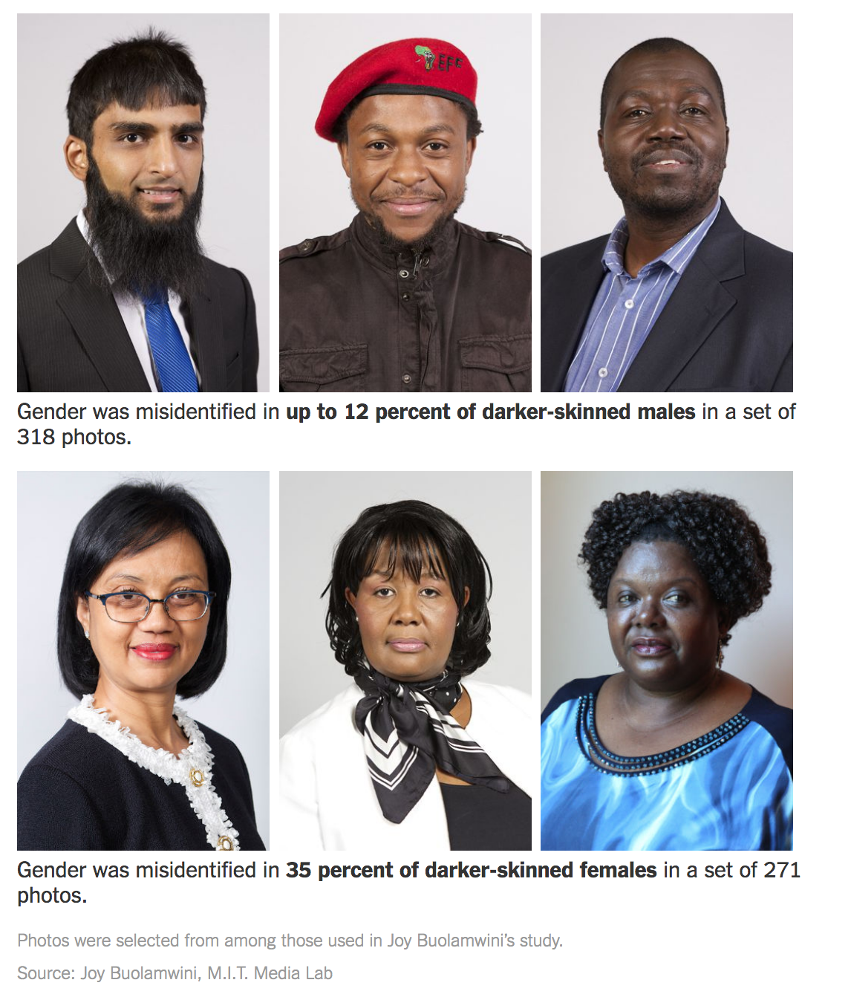 EFF
Gender was misidentified in up to 12 percent of darker-skinned males in a set of
318 photos.
Gender was misidentified in 35 percent of darker-skinned females in a set of 271
photos.
Photos were selected from among those used in Joy Buolamwini’s study.
Source: Joy Buolamwini, M.I.T. Media Lab